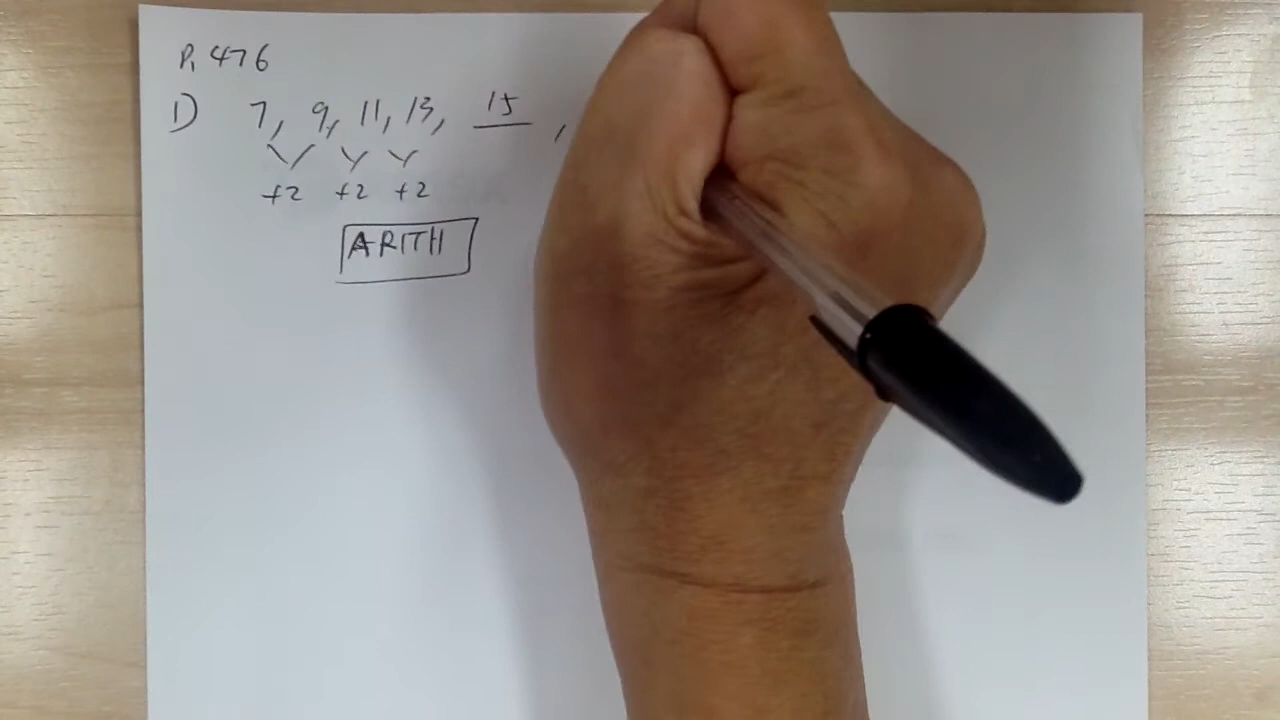 P. 476
1) 7, 9, 11, 13, 15,
+2 +2 +2
ARITH